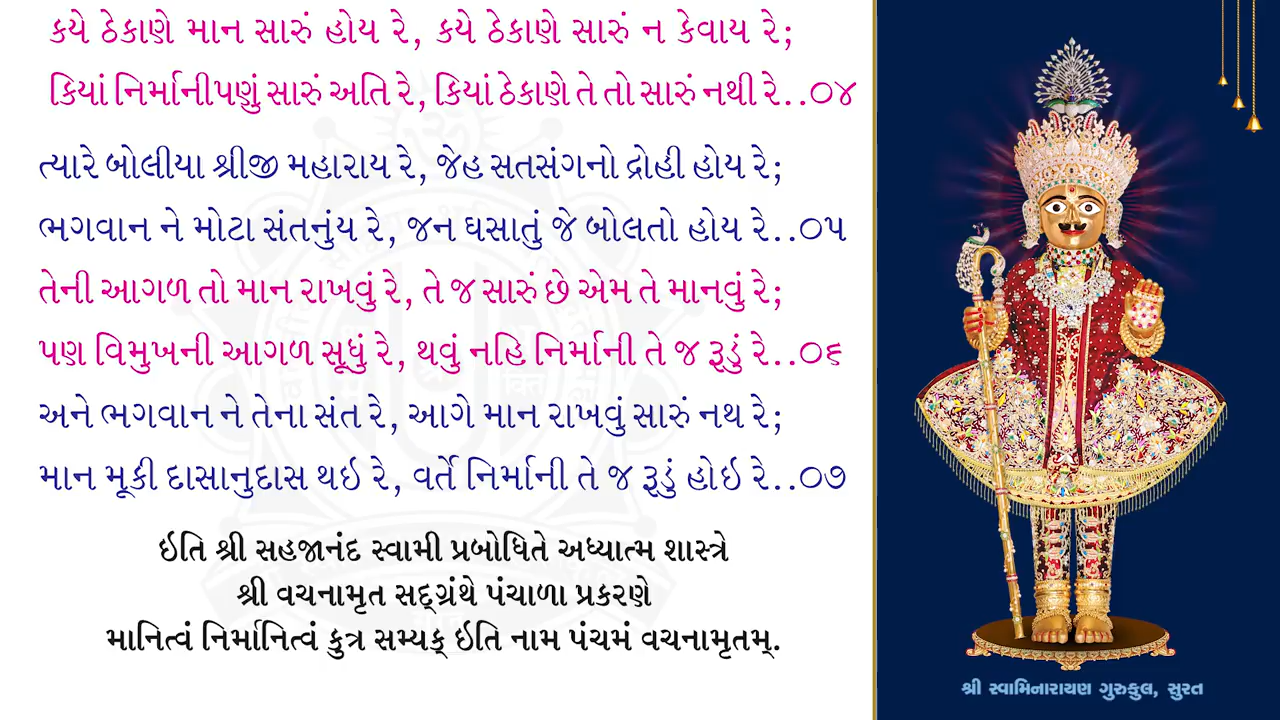 કયે ઠેકાણે માન સારું હોય રે, કયે ઠેકાણે સારું ન કેવાય રે;
કિયાં નિર્માનીપણું સારું અતિ રે, કિયાં ઠેકાણે તે તો સારું નથી રે..૦૪
ત્યારે બોલીયા શ્રીજી મહારાય રે, જેહ સતસંગનો દ્રોહી હોય રે;
ભગવાન ને મોટા સંતનુંય રે, જન ઘસાતું જે બોલતો હોય રે..૦૫
તેની આગળ તો માન રાખવું રે, તે જ સારું છે એમ તે માનવું રે;
પણ વિમુખની આગળ સૂધું રે, થવું નહિ નિર્માની તે જ રૂડું રે..૦૬
અને ભગવાન ને તેના સંત રે, આગે માન રાખવું સારું નથ રે;
માન મૂકી દાસાનુદાસ થઇ રે, વર્તે નિર્માની તે જ રૂડું હોઇ રે..૦૭
ઇતિ શ્રી સહજાનંદ સ્વામી પ્રબોધિતે અધ્યાત્મ શાસ્ત્રે
શ્રી વચનામૃત સદ્‌ગ્રંથે પંચાળા પ્રકરણે
માનિત્વં નિર્માનિત્વં કુત્ર સમ્યક્ ઇતિ નામ પંચમં વચનામૃતમ્.
શ્રી સ્વામિનારાયણ ગુરુકુલ, સુરત